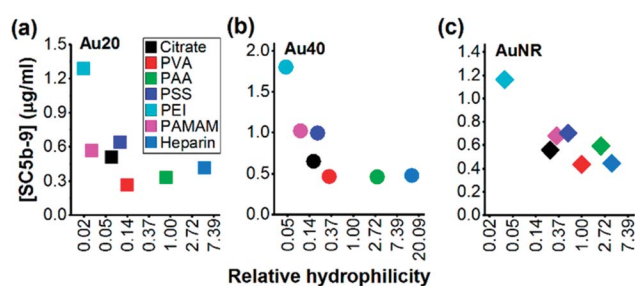 (a) Au20
[SC5b-9] (μg/ml)
1.5
1.2
0.9
0.6
0.3
0.0
Citrate
PVA
PAA
PSS
PEI
PAMAM
Heparin
0.02 0.05 0.14 0.37 1.00 2.72 7.39
(b) Au40
2.0
1.5
1.0
0.5
0.0
0.05 0.14 0.37 1.00 2.72 7.39 20.09
(c) AuNR
1.4
1.2
1.0
0.8
0.6
0.4
0.2
0.0
0.02 0.05 0.14 0.37 1.00 2.72 7.39
Relative hydrophilicity